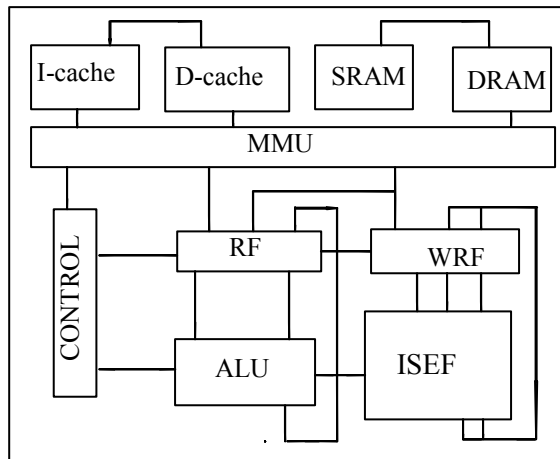 I-cache
D-cache
SRAM
DRAM
MMU
RF
WRF
CONTROL
ALU
ISEF